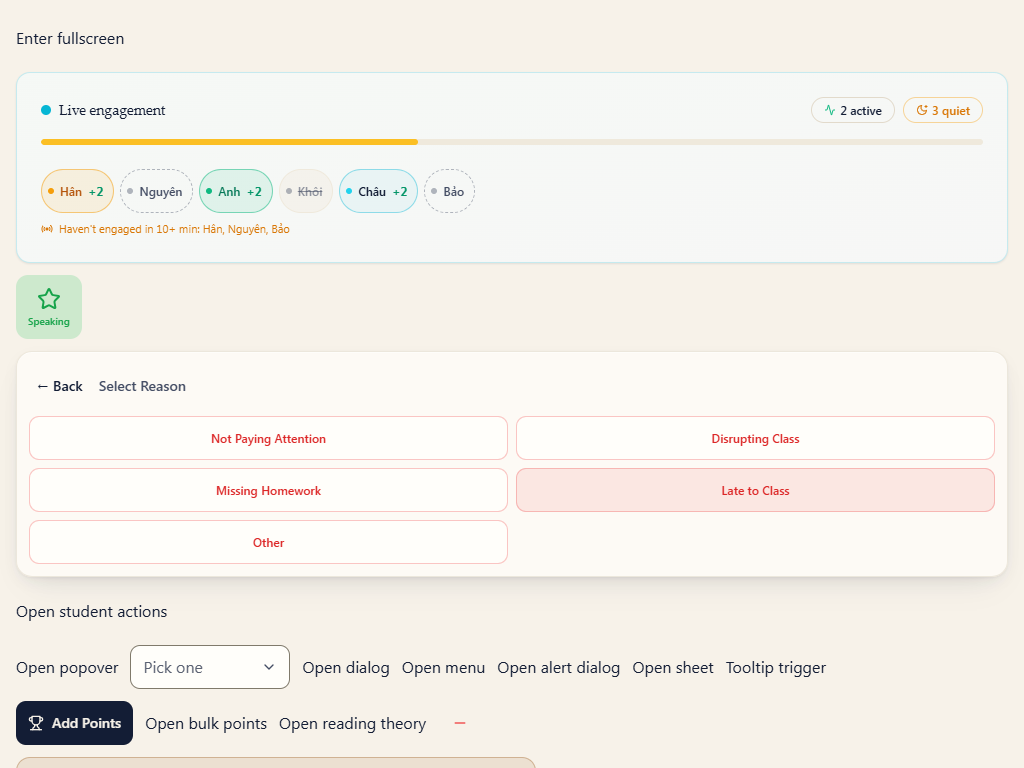 Enter fullscreen
Live engagement
2 active
3 quiet
Hân +2
Nguyên
Anh +2
Khôi
Châu +2
Bảo
Haven't engaged in 10+ min: Hân, Nguyên, Bảo
Speaking
← Back Select Reason
Not Paying Attention
Disrupting Class
Missing Homework
Late to Class
Other
Open student actions
Open popover
Pick one
Open dialog
Open menu
Open alert dialog
Open sheet
Tooltip trigger
Add Points
Open bulk points
Open reading theory